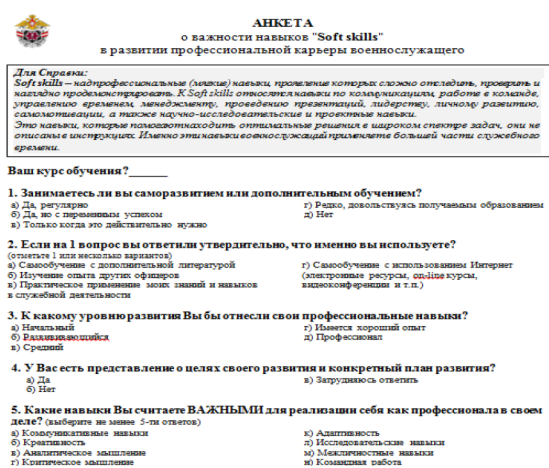 АНКЕТА
о важности навыков "Soft skills"
в развитии профессиональной карьеры военнослужащего
Для Справки:
Soft skills – надпрофессиональные (мягкие) навыки, проявление которых сложно отследить, проверить и
наглядно продемонстрировать. К Soft skills относятся навыки по коммуникациям, работе в команде,
управлению временем, менеджменту, проведению презентаций, лидерству, личному развитию,
самомотивации, а также научно-исследовательские и проектные навыки.
Это навыки, которые помогают находить оптимальные решения в широком спектре задач, они не
описаны в инструкциях. Именно эти навыки военнослужащий применяет в большей части служебного
времени.
Ваш курс обучения?______
1. Занимаетесь ли вы саморазвитием или дополнительным обучением?
а) Да, регулярно
б) Да, но с переменным успехом
в) Только когда это действительно нужно
г) Редко, довольствуясь получаемым образованием
д) Нет
2. Если на 1 вопрос вы ответили утвердительно, что именно вы используете?
(отметьте 1 или несколько вариантов)
а) Самообучение с дополнительной литературой
б) Изучение опыта других офицеров
в) Практическое применение моих знаний и навыков
в служебной деятельности
г) Самообучение с использованием Интернет
(электронные ресурсы, on-line курсы,
видеоконференции и т.п.)
3. К какому уровню развития Вы бы отнесли свои профессиональные навыки?
а) Начальный
б) Развививающийся
в) Средний
г) Имеется хороший опыт
д) Профессионал
4. У Вас есть представление о целях своего развития и конкретный план развития?
а) Да
б) Нет
в) Затрудняюсь ответить
5. Какие навыки Вы считаете ВАЖНЫМИ для реализации себя как профессионала в своем
деле? (выберите не менее 5-ти ответов)
а) Коммуникативные навыки
б) Креативность
в) Аналитическое мышление
г) Критическое мышление
к) Адаптивность
л) Исследовательские навыки
м) Межличностные навыки
н) Командная работа